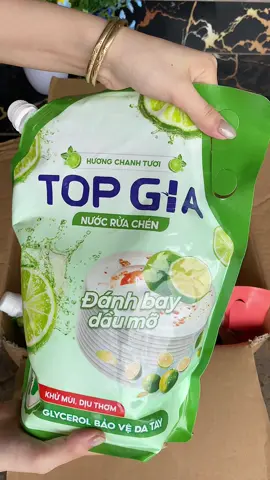 HƯƠNG CHANH TƯƠI
TOP GIA
NƯỚC RỬA CHÉN
Đánh bay
dầu mỡ
KHỬ MÙI, DỊU THƠM
GLYCEROL BẢO VỆ DA TAY